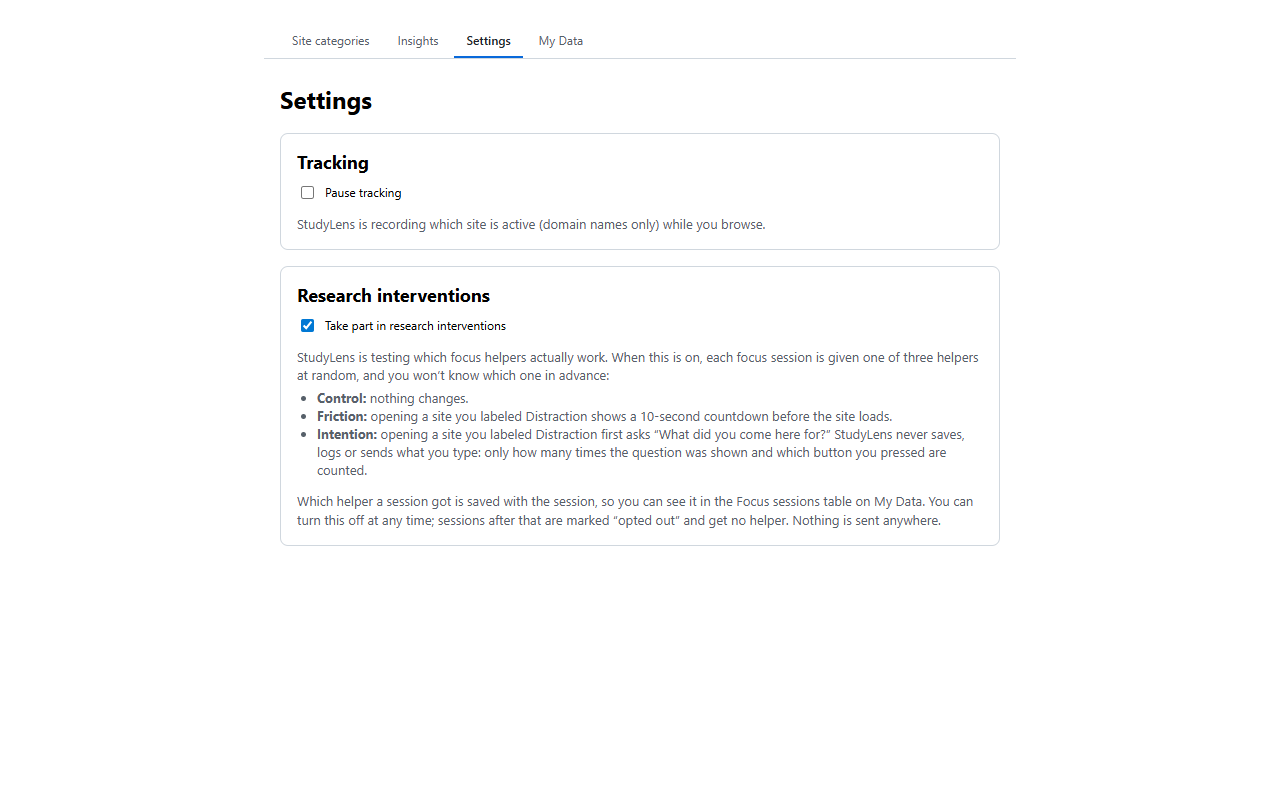 Site categories Insights Settings My Data
Settings
Tracking
Pause tracking
StudyLens is recording which site is active (domain names only) while you browse.
Research interventions
Take part in research interventions
StudyLens is testing which focus helpers actually work. When this is on, each focus session is given one of three helpers
at random, and you won’t know which one in advance:
• Control: nothing changes.
• Friction: opening a site you labeled Distraction shows a 10-second countdown before the site loads.
• Intention: opening a site you labeled Distraction first asks “What did you come here for?” StudyLens never saves,
logs or sends what you type: only how many times the question was shown and which button you pressed are
counted.
Which helper a session got is saved with the session, so you can see it in the Focus sessions table on My Data. You can
turn this off at any time; sessions after that are marked “opted out” and get no helper. Nothing is sent anywhere.